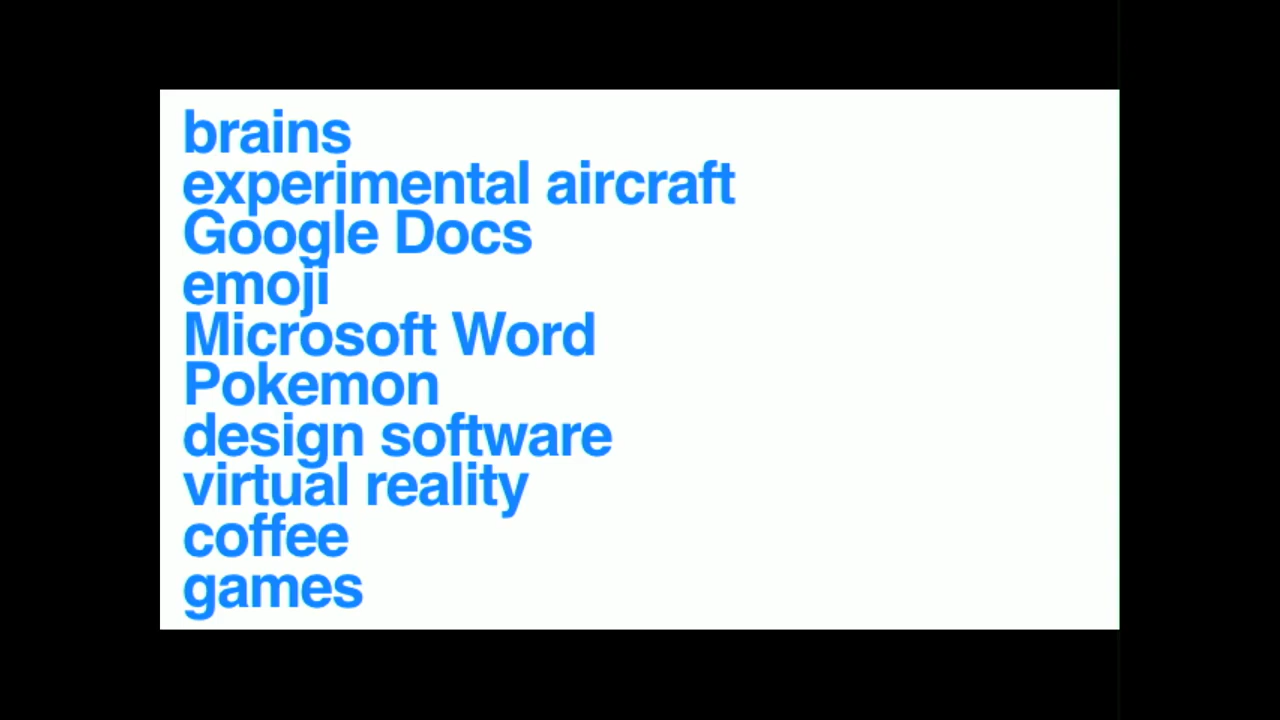 brains
experimental aircraft
Google Docs
emoji
Microsoft Word
Pokemon
design software
virtual reality
coffee
games